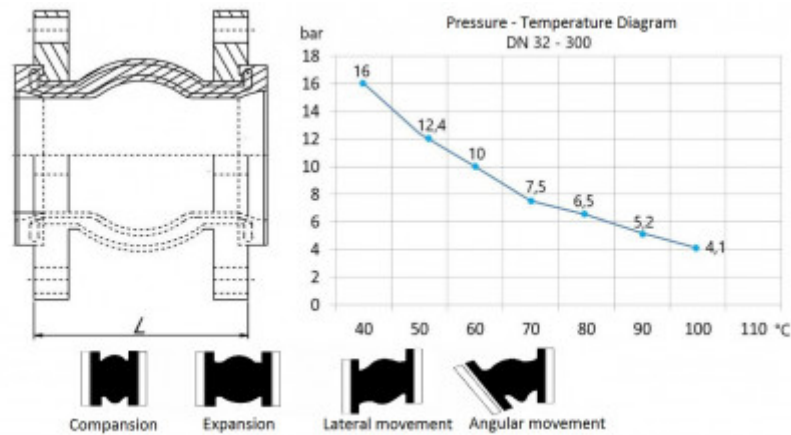 bar
Pressure - Temperature Diagram
DN 32 - 300
18
16
14
12
10
8
6
4
2
0
16
12,4
10
7,5
6,5
5,2
4,1
40 50 60 70 80 90 100 110 °C
L
Compansion Expansion Lateral movement Angular movement